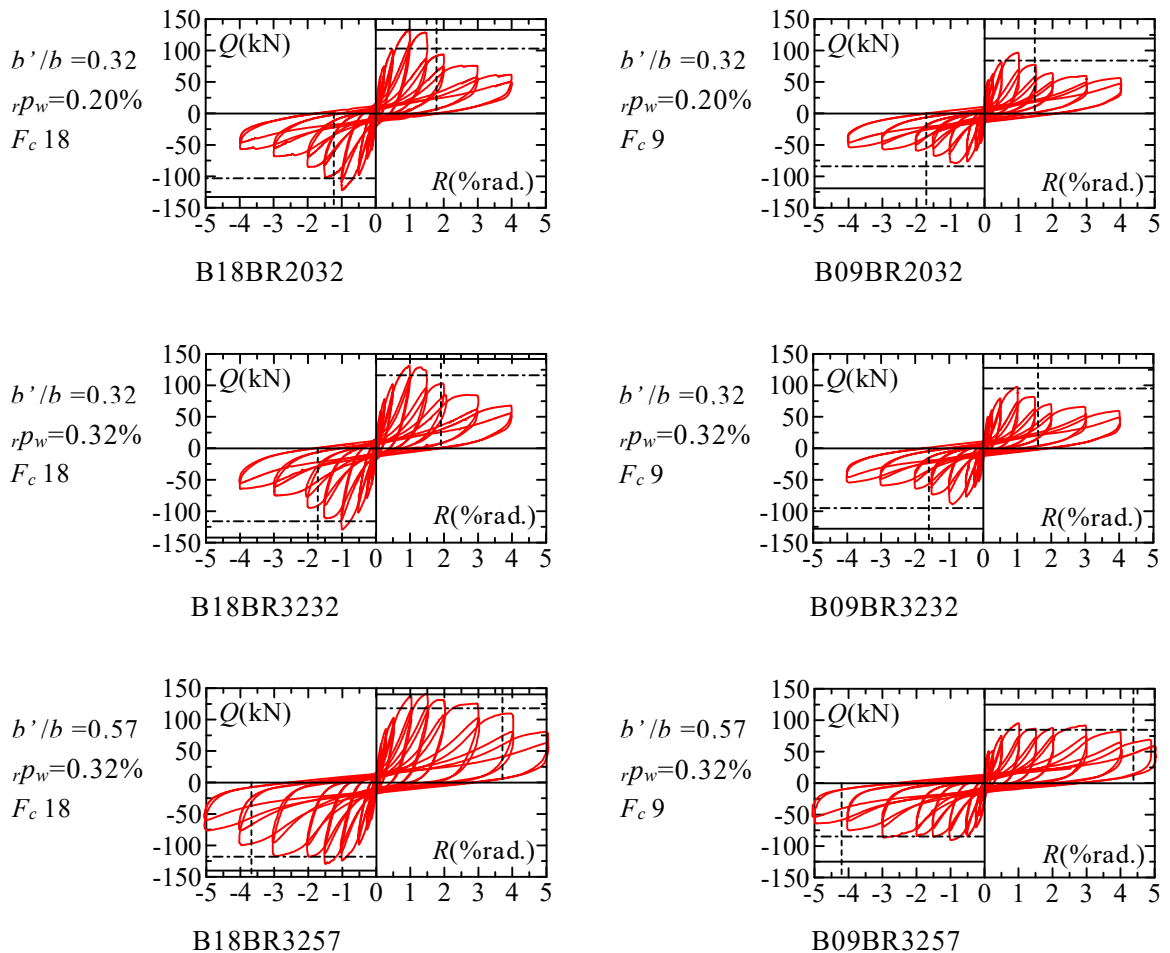 b’/b =0.32
rpw=0.20%
Fc 18
150
100
50
0
-50
-100
-150
Q(kN)
R(%rad.)
-5 -4 -3 -2 -1 0 1 2 3 4 5
B18BR2032
b’/b =0.32
rpw=0.20%
Fc 9
150
100
50
0
-50
-100
-150
Q(kN)
R(%rad.)
-5 -4 -3 -2 -1 0 1 2 3 4 5
B09BR2032
b’/b =0.32
rpw=0.32%
Fc 18
150
100
50
0
-50
-100
-150
Q(kN)
R(%rad.)
-5 -4 -3 -2 -1 0 1 2 3 4 5
B18BR3232
b’/b =0.32
rpw=0.32%
Fc 9
150
100
50
0
-50
-100
-150
Q(kN)
R(%rad.)
-5 -4 -3 -2 -1 0 1 2 3 4 5
B09BR3232
b’/b =0.57
rpw=0.32%
Fc 18
150
100
50
0
-50
-100
-150
Q(kN)
R(%rad.)
-5 -4 -3 -2 -1 0 1 2 3 4 5
B18BR3257
b’/b =0.57
rpw=0.32%
Fc 9
150
100
50
0
-50
-100
-150
Q(kN)
R(%rad.)
-5 -4 -3 -2 -1 0 1 2 3 4 5
B09BR3257